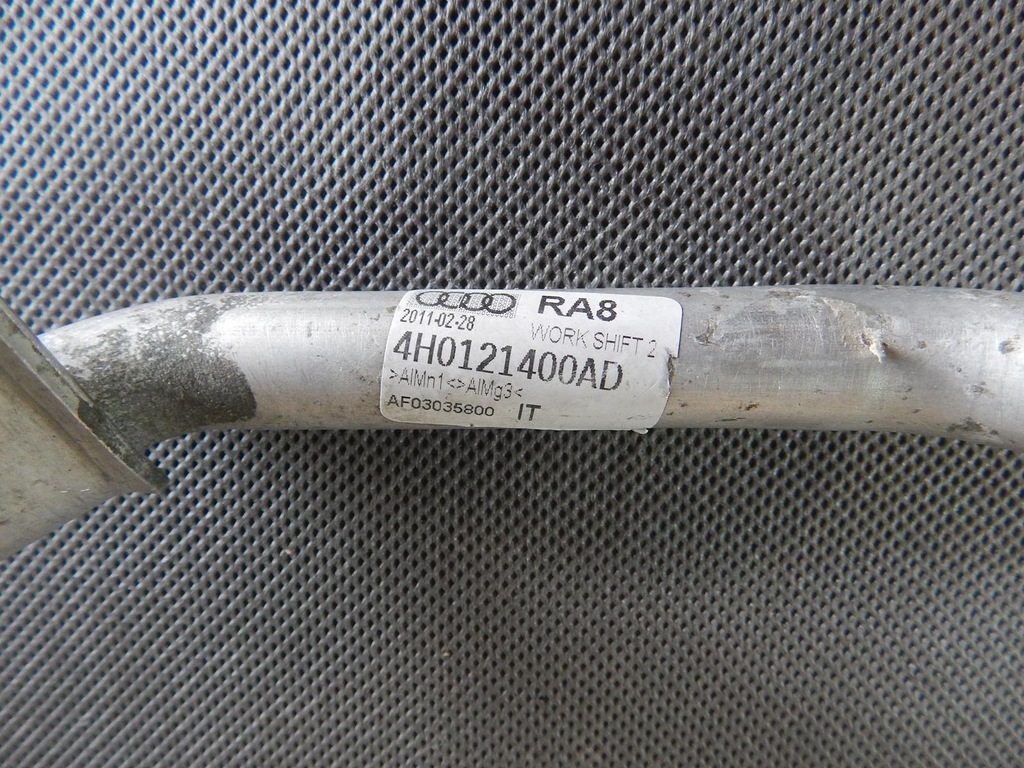 RA8
2011-02-28
WORK SHIFT 2
4H0121400AD
>AlMn1<>AlMg3<
AF03035800 IT